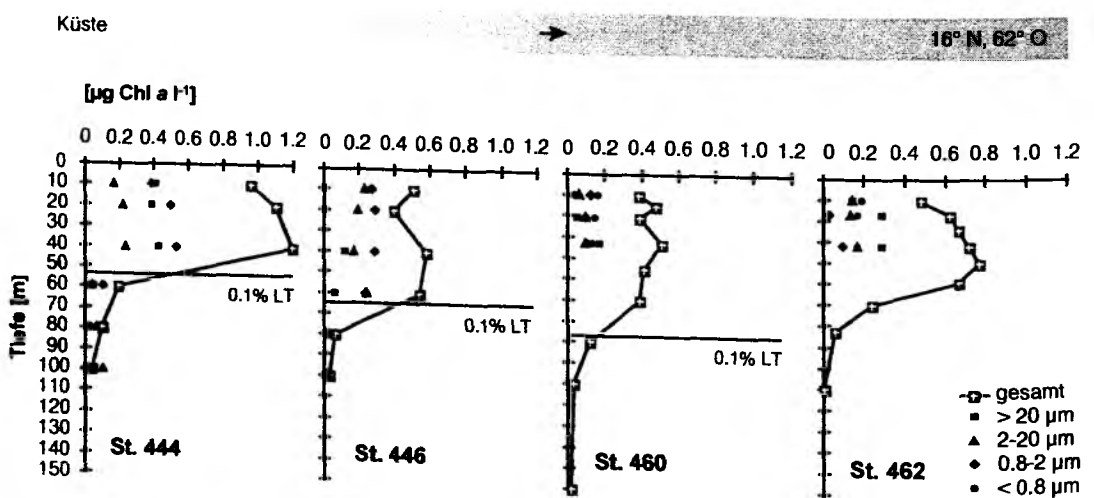 Küste
16° N, 62° O
[µg Chl a l⁻¹]
0 0.2 0.4 0.6 0.8 1.0 1.2
0 0.2 0.4 0.6 0.8 1.0 1.2
0 0.2 0.4 0.6 0.8 1.0 1.2
0 0.2 0.4 0.6 0.8 1.0 1.2
Tiefe [m]
0
10
20
30
40
50
60
70
80
90
100
110
120
130
140
150
0.1% LT
0.1% LT
0.1% LT
St. 444
St. 446
St. 460
St. 462
gesamt
> 20 µm
2-20 µm
0.8-2 µm
< 0.8 µm